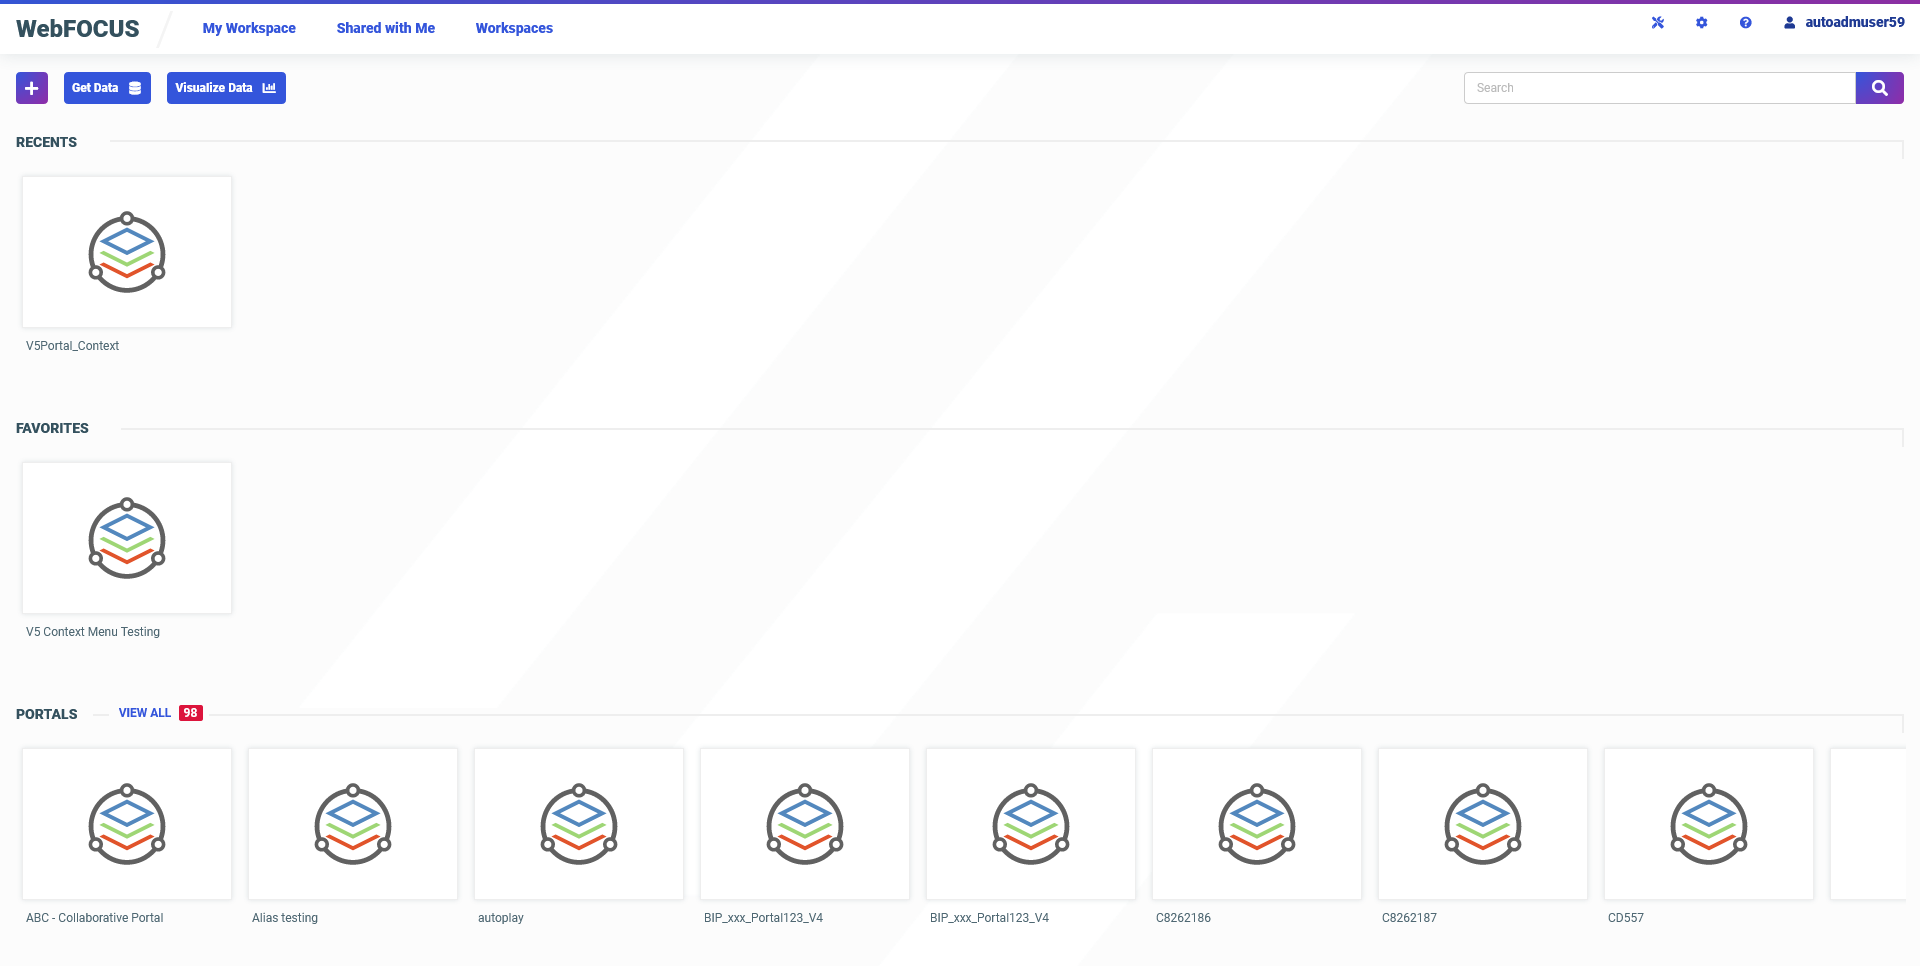 WebFOCUS
My Workspace
Shared with Me
Workspaces
autoadmuser59
Get Data
Visualize Data
Search
RECENTS
V5Portal_Context
FAVORITES
V5 Context Menu Testing
PORTALS
VIEW ALL 98
ABC - Collaborative Portal
Alias testing
autoplay
BIP_xxx_Portal123_V4
BIP_xxx_Portal123_V4
C8262186
C8262187
CD557